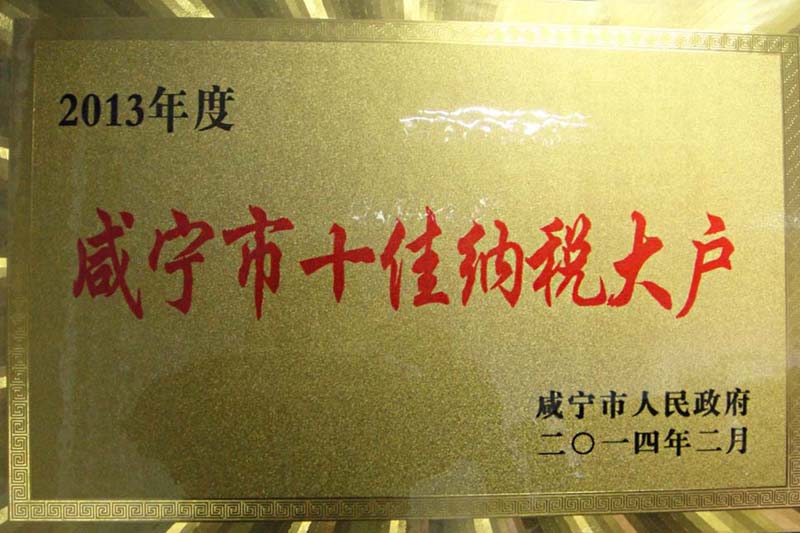 2013年度
咸宁市十佳纳税大户
咸宁市人民政府
二〇一四年二月